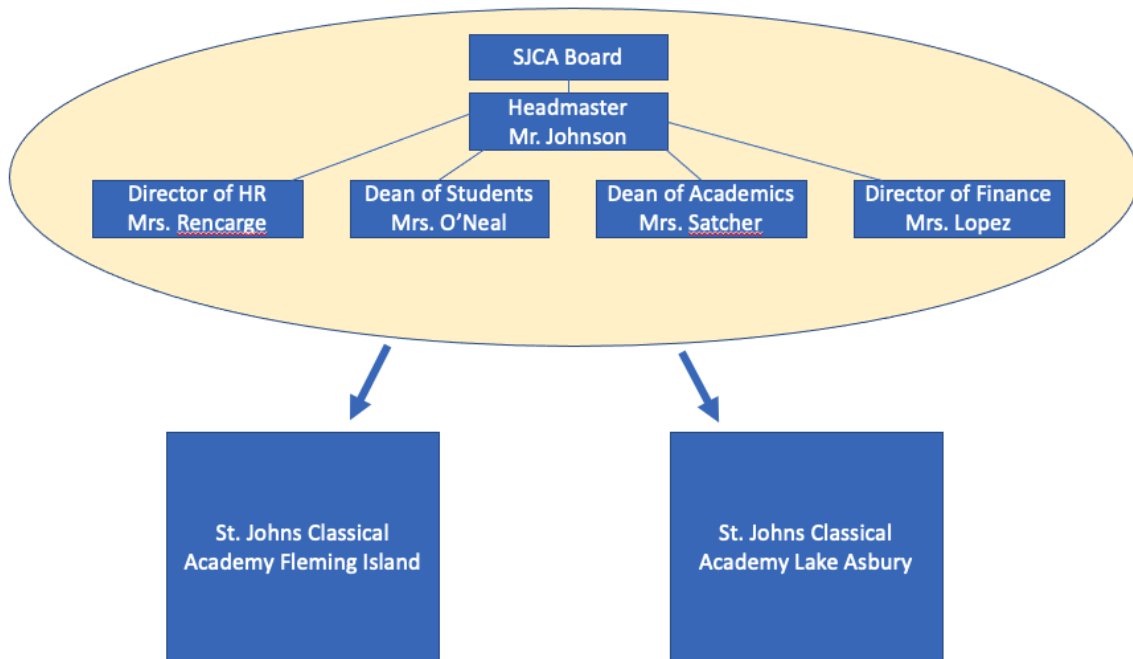 SJCA Board
Headmaster
Mr. Johnson
Director of HR
Mrs. Rencarge
Dean of Students
Mrs. O’Neal
Dean of Academics
Mrs. Satcher
Director of Finance
Mrs. Lopez
St. Johns Classical
Academy Fleming Island
St. Johns Classical
Academy Lake Asbury